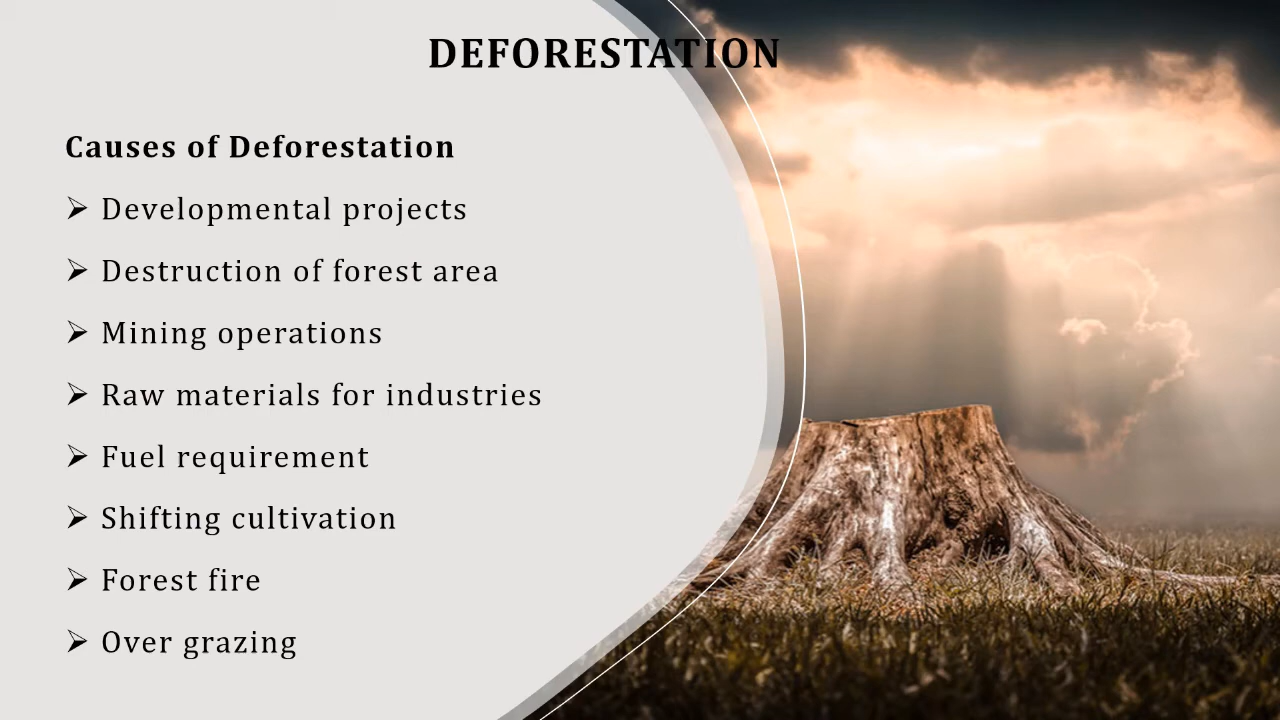 DEFORESTATION
Causes of Deforestation
➢ Developmental projects
➢ Destruction of forest area
➢ Mining operations
➢ Raw materials for industries
➢ Fuel requirement
➢ Shifting cultivation
➢ Forest fire
➢ Over grazing